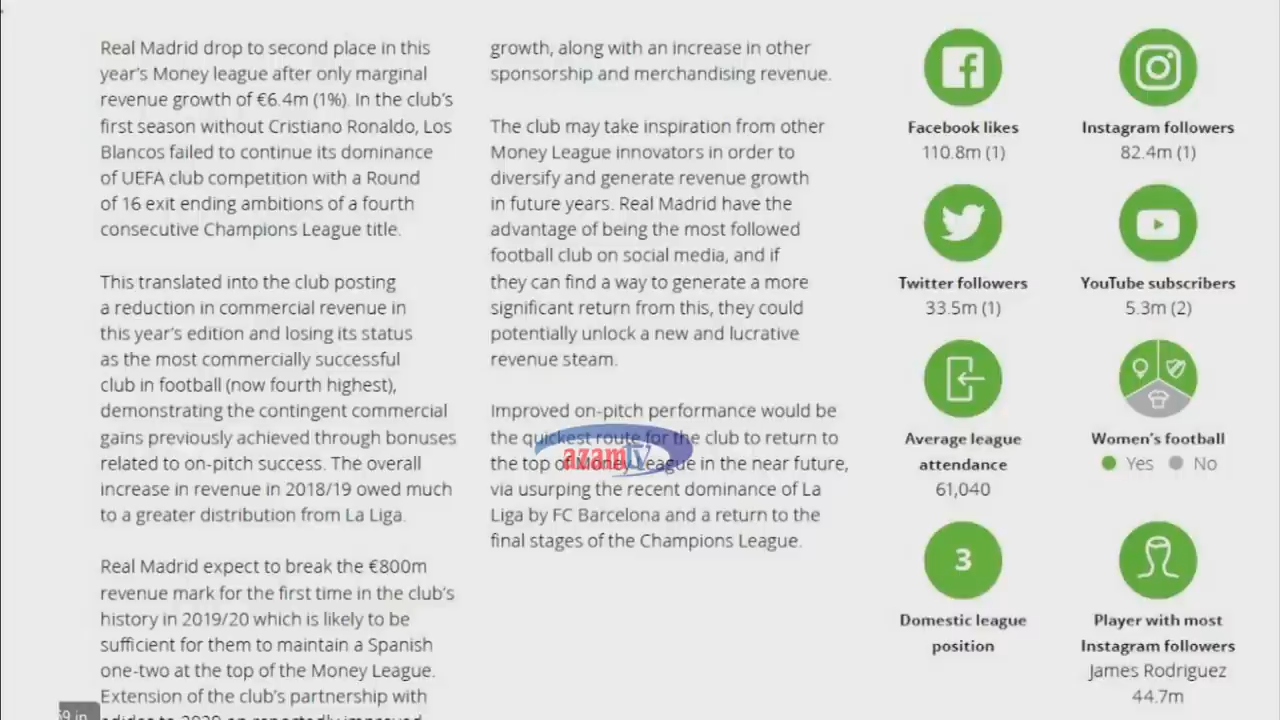 Real Madrid drop to second place in this
year's Money league after only marginal
revenue growth of €6.4m (1%). In the club's
first season without Cristiano Ronaldo, Los
Blancos failed to continue its dominance
of UEFA club competition with a Round
of 16 exit ending ambitions of a fourth
consecutive Champions League title.
This translated into the club posting
a reduction in commercial revenue in
this year's edition and losing its status
as the most commercially successful
club in football (now fourth highest),
demonstrating the contingent commercial
gains previously achieved through bonuses
related to on-pitch success. The overall
increase in revenue in 2018/19 owed much
to a greater distribution from La Liga.
Real Madrid expect to break the €800m
revenue mark for the first time in the club's
history in 2019/20 which is likely to be
sufficient for them to maintain a Spanish
one-two at the top of the Money League.
Extension of the club's partnership with
growth, along with an increase in other
sponsorship and merchandising revenue.
The club may take inspiration from other
Money League innovators in order to
diversify and generate revenue growth
in future years. Real Madrid have the
advantage of being the most followed
football club on social media, and if
they can find a way to generate a more
significant return from this, they could
potentially unlock a new and lucrative
revenue steam.
Improved on-pitch performance would be
the quickest route for the club to return to
the top of Money League in the near future,
via usurping the recent dominance of La
Liga by FC Barcelona and a return to the
final stages of the Champions League.
azam tv
Facebook likes
110.8m (1)
Instagram followers
82.4m (1)
Twitter followers
33.5m (1)
YouTube subscribers
5.3m (2)
Average league
attendance
61,040
Women's football
Yes No
3
Domestic league
position
Player with most
Instagram followers
James Rodriguez
44.7m